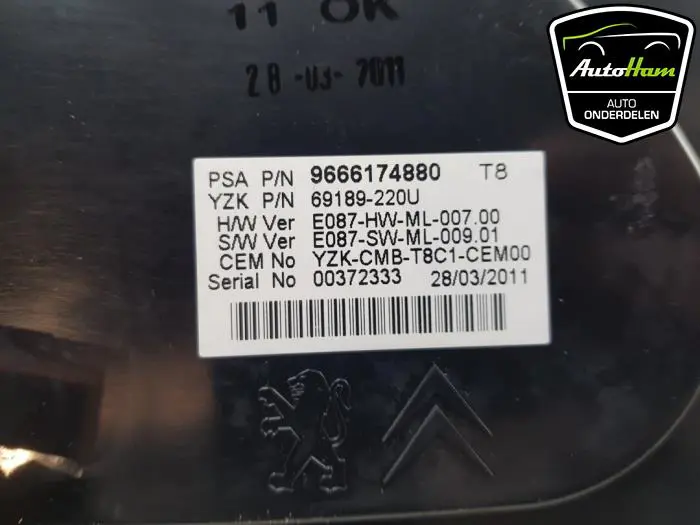 11 OK
28-03-2011
AutoHam
AUTO
ONDERDELEN
PSA P/N 9666174880 T8
YZK P/N 69189-220U
H/W Ver E087-HW-ML-007.00
S/W Ver E087-SW-ML-009.01
CEM No YZK-CMB-T8C1-CEM00
Serial No 00372333 28/03/2011